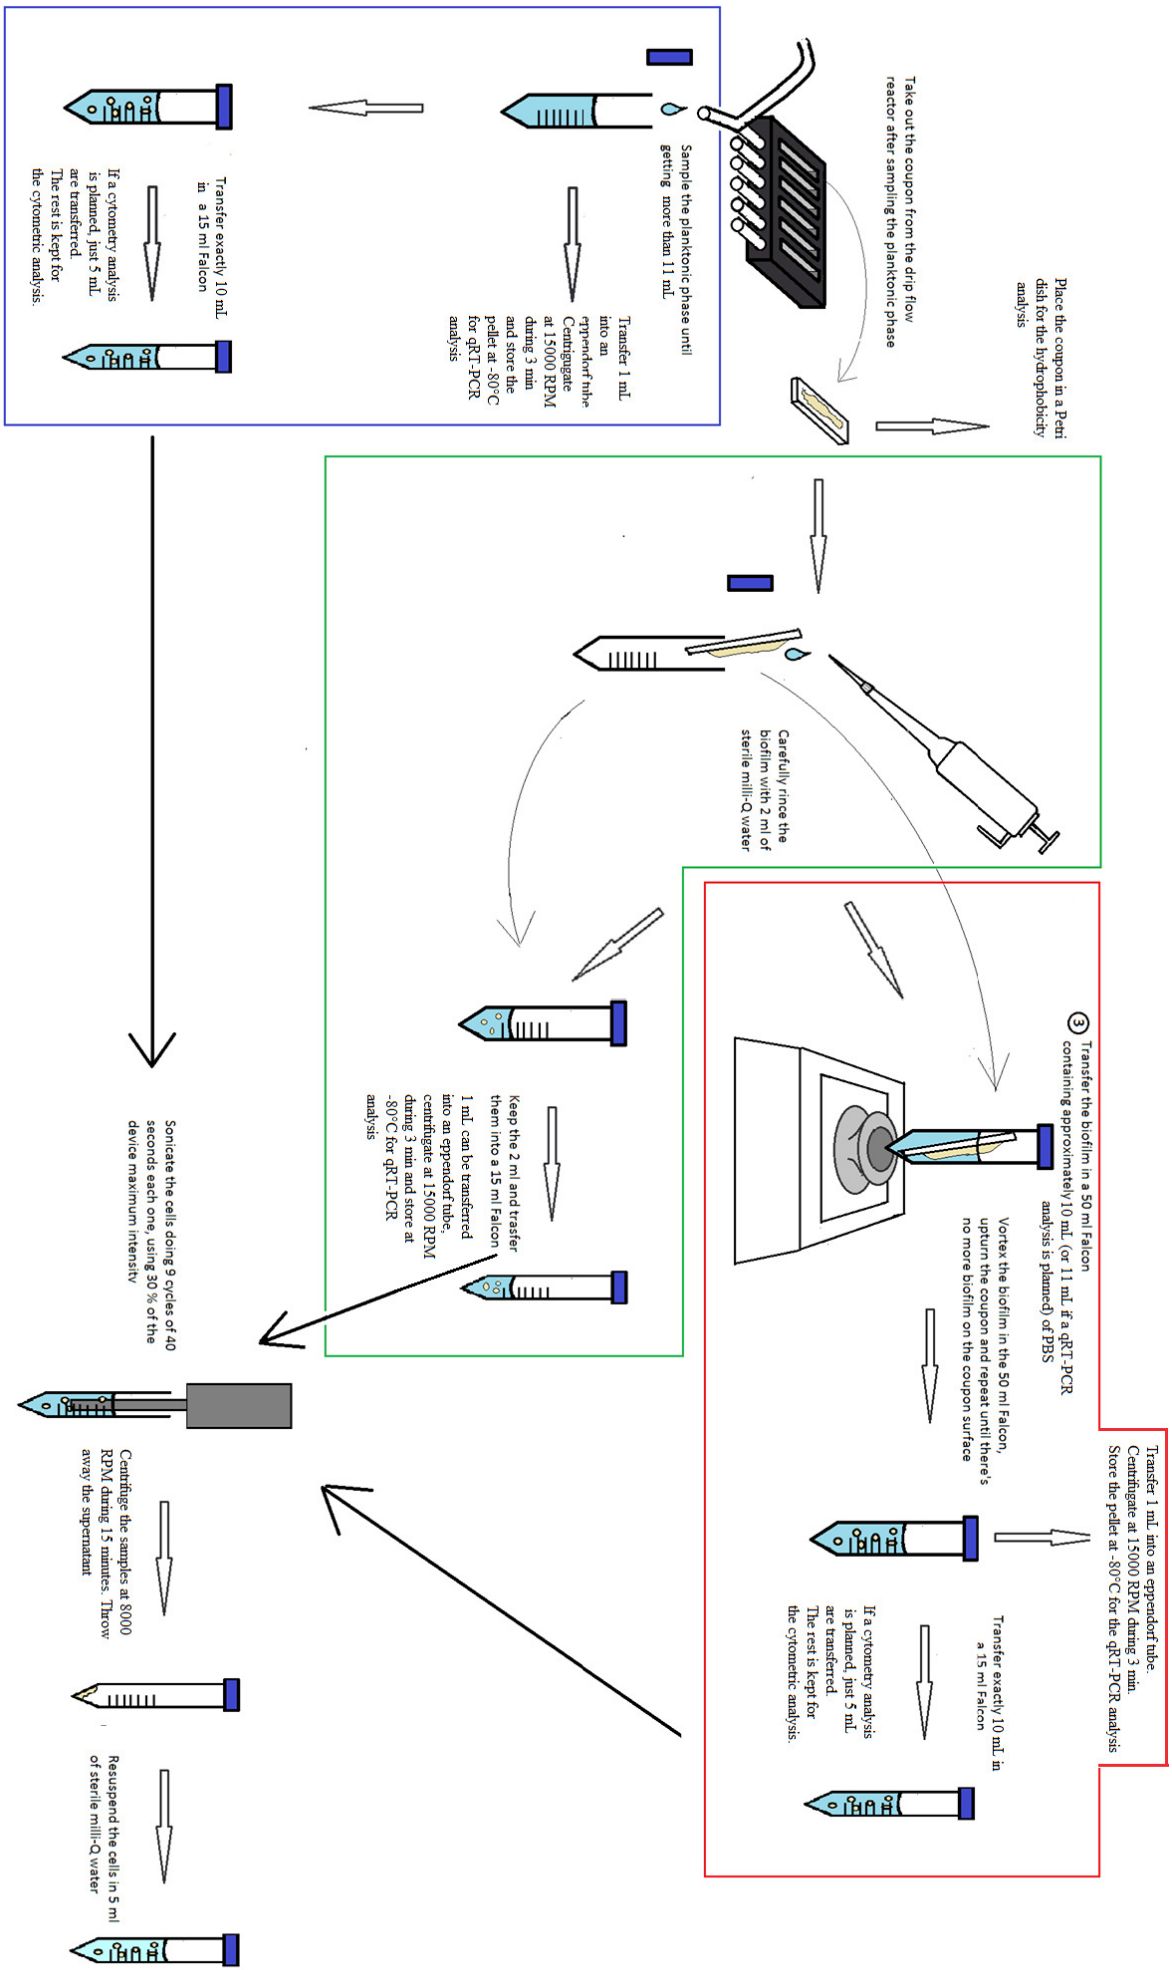 Take out the coupon from the drip flow
reactor after sampling the planktonic phase
Place the coupon in a Petri
dish for the hydrophobicity
analysis
Sample the planktonic phase until
getting more than 11 mL
Transfer 1 mL
into an
eppendorf tube
Centrigugate
at 15000 RPM
during 3 min
and store the
pellet at -80°C
for qRT-PCR
analysis
Transfer exactly 10 mL
in a 15 ml Falcon
If a cytometry analysis
is planned, just 5 mL
are transferred.
The rest is kept for
the cytometric analysis.
Carefully rince the
biofilm with 2 ml of
sterile milli-Q water
Keep the 2 ml and trasfer
them into a 15 ml Falcon
1 mL can be transferred
into an eppendorf tube,
centrifugate at 15000 RPM
during 3 min and store at
-80°C for qRT-PCR
analysis
3 Transfer the biofilm in a 50 ml Falcon
containing approximately 10 mL (or 11 mL if a qRT-PCR
analysis is planned) of PBS
Vortex the biofilm in the 50 ml Falcon,
upturn the coupon and repeat until there's
no more biofilm on the coupon surface
Transfer 1 mL into an eppendorf tube.
Centrifugate at 15000 RPM during 3 min.
Store the pellet at -80°C for the qRT-PCR analysis
Transfer exactly 10 mL in
a 15 ml Falcon
If a cytometry analysis
is planned, just 5 mL
are transferred.
The rest is kept for
the cytometric analysis.
Sonicate the cells doing 9 cycles of 40
seconds each one, using 30 % of the
device maximum intensity
Centrifuge the samples at 8000
RPM during 15 minutes. Throw
away the supernatant
Resuspend the cells in 5 ml
of sterile milli-Q water